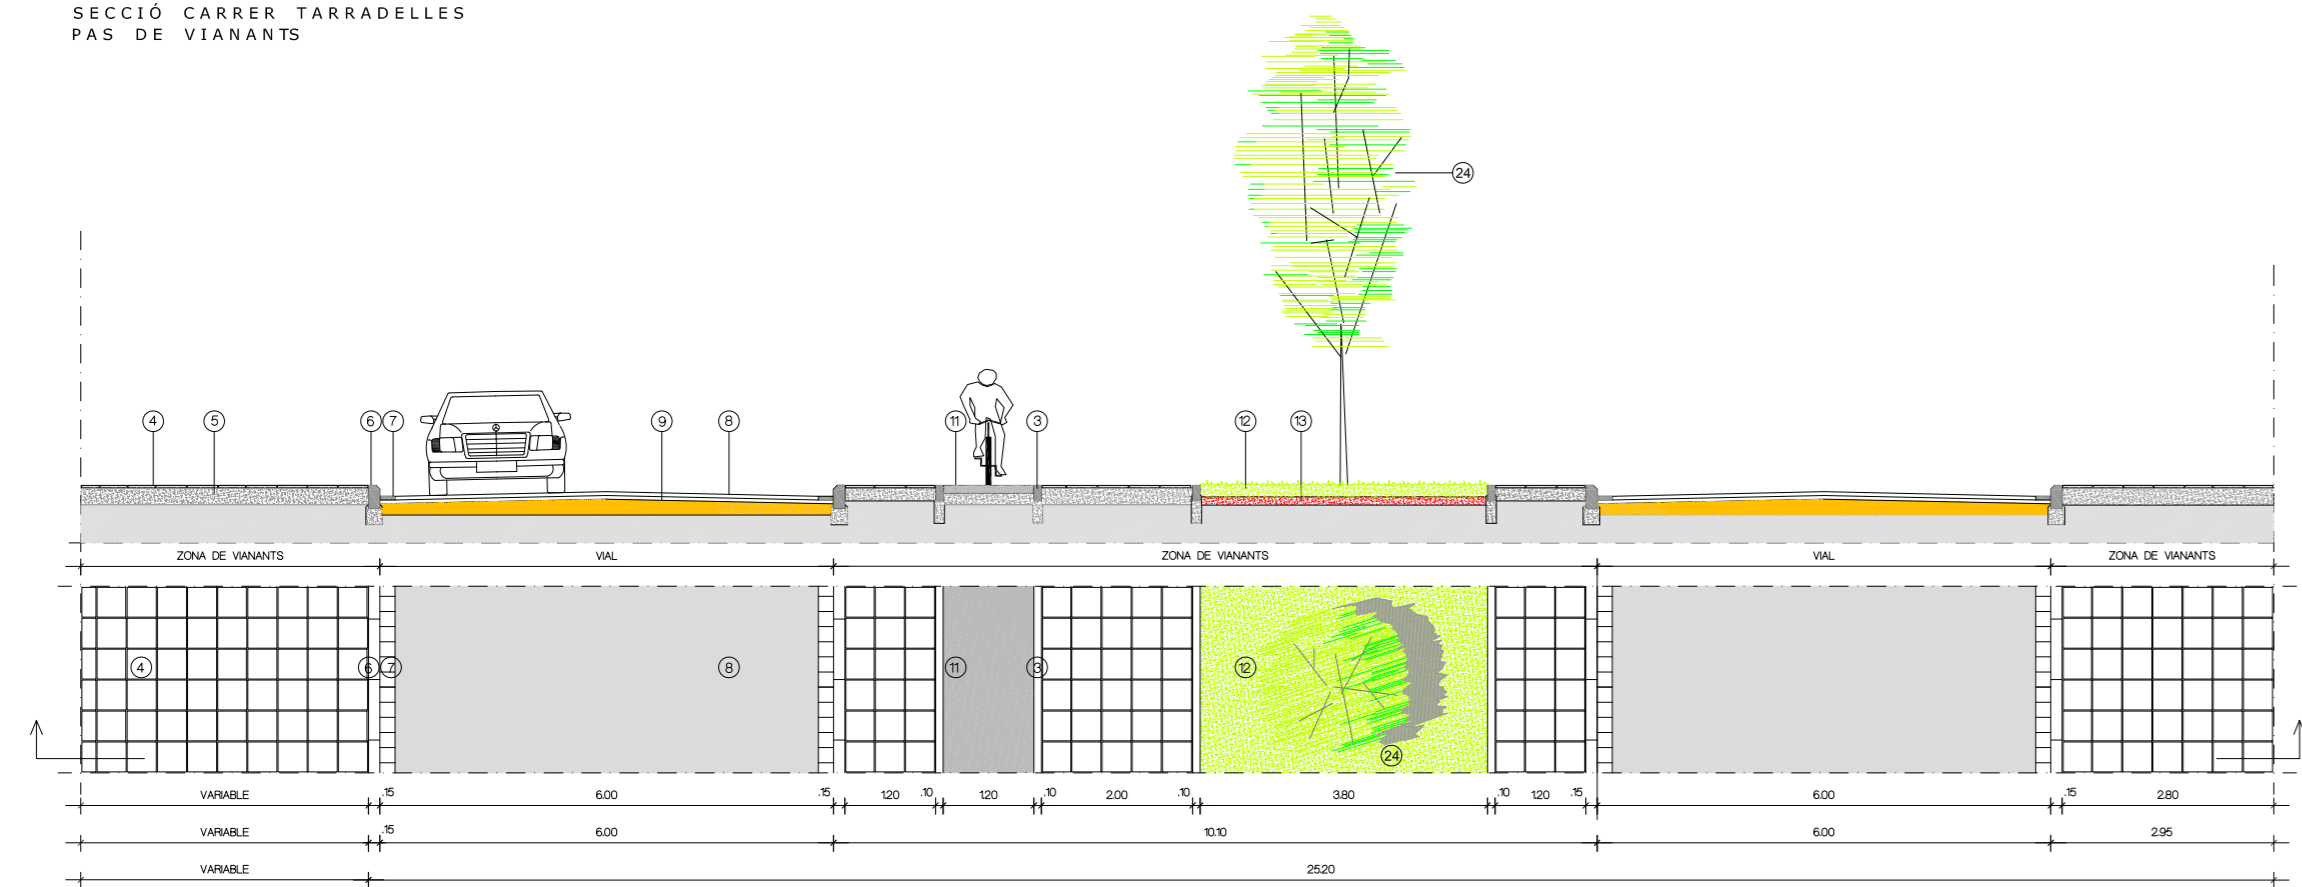 SECCIÓ CARRER TARRADELLES
PAS DE VIANANTS
24
4 5 6 7 9 8 11 3 12 13
ZONA DE VIANANTS VIAL ZONA DE VIANANTS VIAL ZONA DE VIANANTS
4 6 7 8 11 3 12
24
VARIABLE .15 6.00 .15 1.20 .10 1.20 .10 2.00 .10 3.80 .10 1.20 .15 6.00 .15 2.80
VARIABLE .15 6.00 10.10 6.00 2.95
VARIABLE 25.20